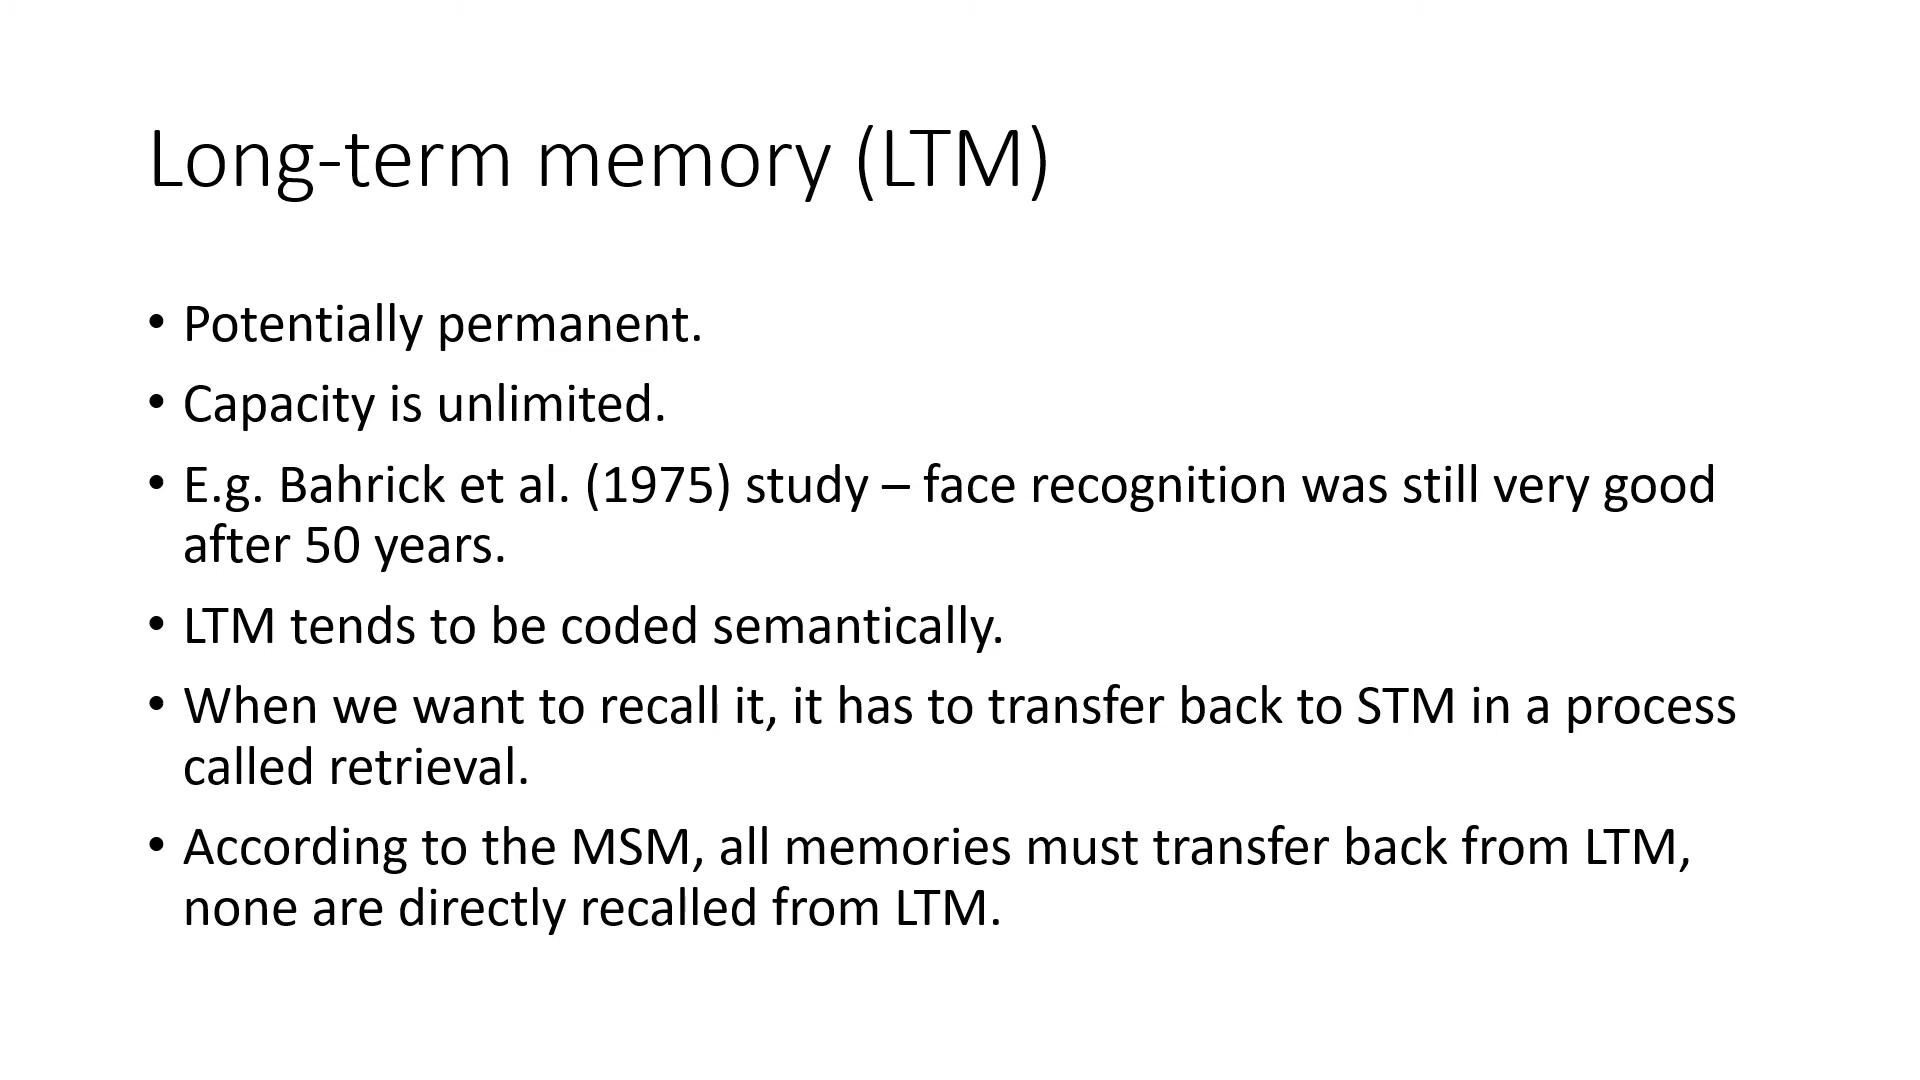 Long-term memory (LTM)
• Potentially permanent.
• Capacity is unlimited.
• E.g. Bahrick et al. (1975) study – face recognition was still very good
after 50 years.
• LTM tends to be coded semantically.
• When we want to recall it, it has to transfer back to STM in a process
called retrieval.
• According to the MSM, all memories must transfer back from LTM,
none are directly recalled from LTM.